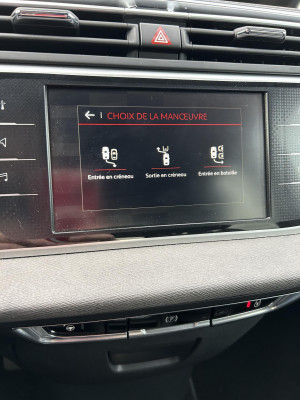 CHOIX DE LA MANŒUVRE
Entrée en créneau
Sortie en créneau
Entrée en bataille